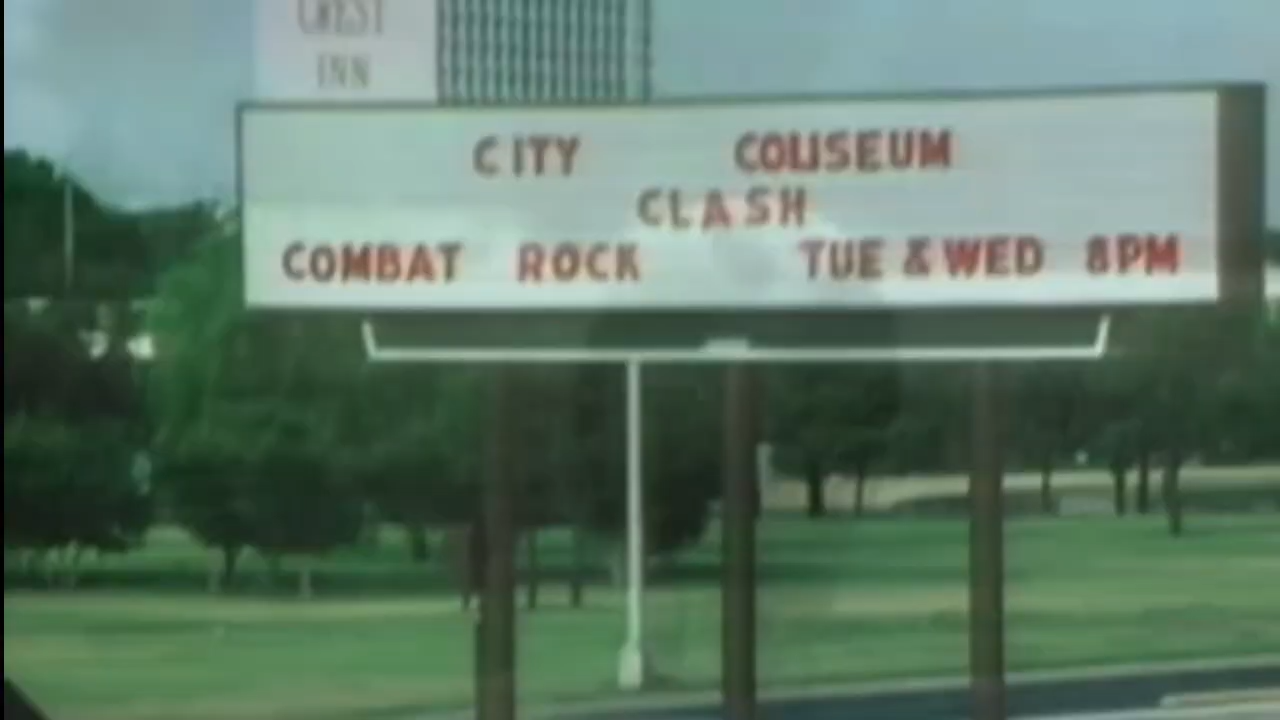 CREST
INN
CITY COLISEUM
CLASH
COMBAT ROCK TUE & WED 8PM